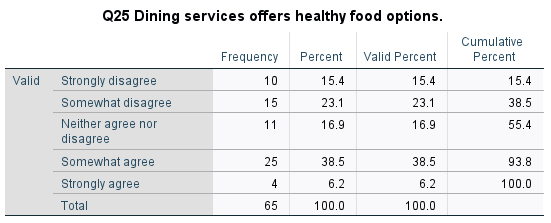 Q25 Dining services offers healthy food options.
Frequency Percent Valid Percent Cumulative Percent
Valid Strongly disagree 10 15.4 15.4 15.4
Somewhat disagree 15 23.1 23.1 38.5
Neither agree nor disagree 11 16.9 16.9 55.4
Somewhat agree 25 38.5 38.5 93.8
Strongly agree 4 6.2 6.2 100.0
Total 65 100.0 100.0